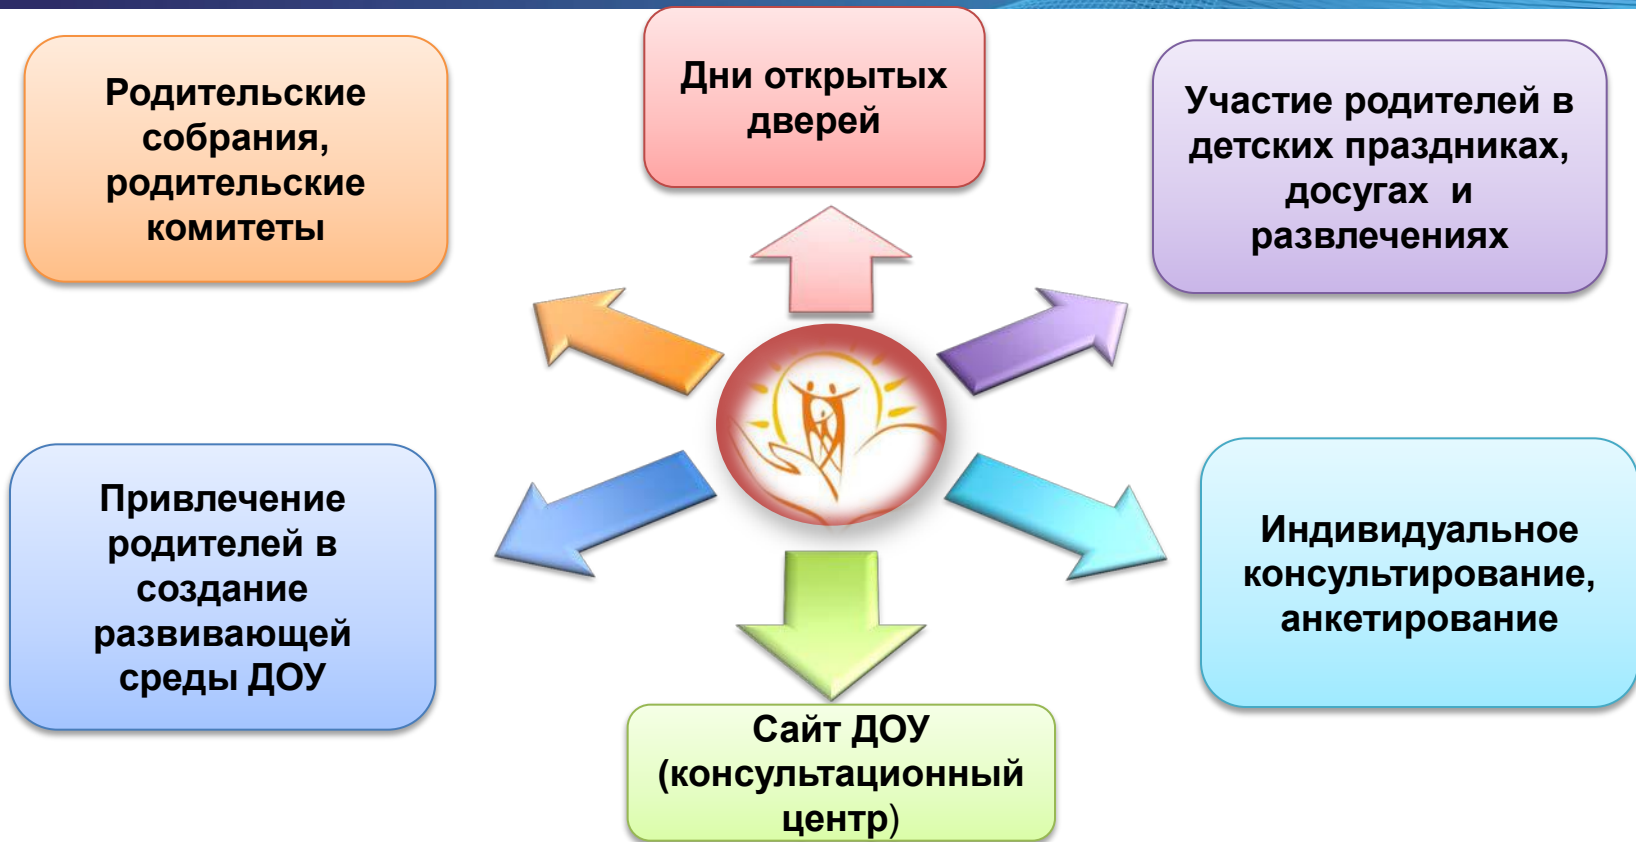 Родительские
собрания,
родительские
комитеты
Дни открытых
дверей
Участие родителей в
детских праздниках,
досугах и
развлечениях
Привлечение
родителей в
создание
развивающей
среды ДОУ
Индивидуальное
консультирование,
анкетирование
Сайт ДОУ
(консультационный
центр)